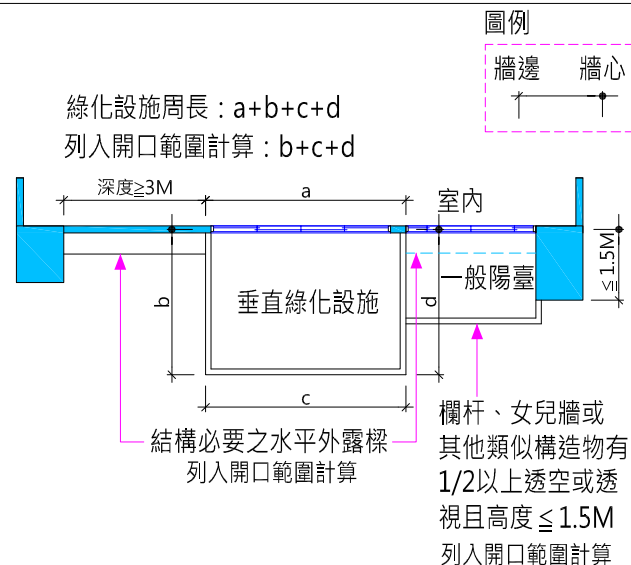 圖例
牆邊 牆心
綠化設施周長：a+b+c+d
列入開口範圍計算：b+c+d
深度≧3M
a
室內
b
垂直綠化設施
d
一般陽臺
≦1.5M
c
結構必要之水平外露樑
列入開口範圍計算
欄杆、女兒牆或
其他類似構造物有
1/2以上透空或透
視且高度≦1.5M
列入開口範圍計算